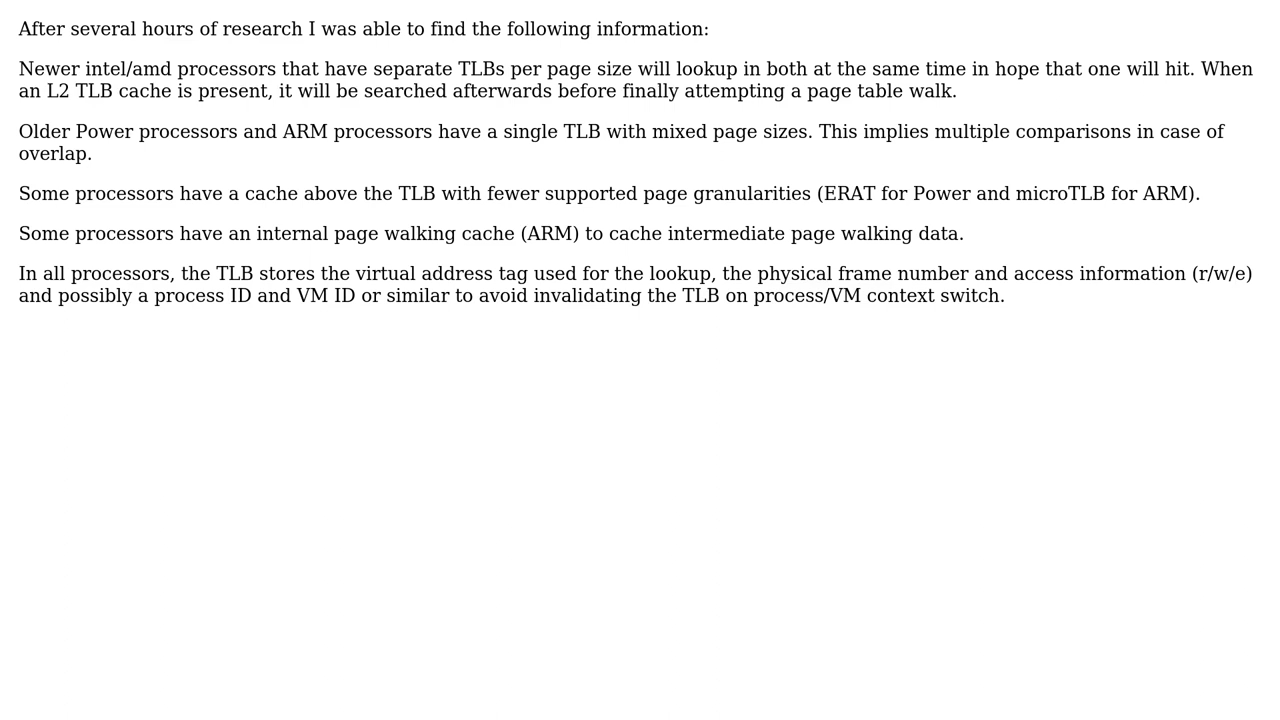 After several hours of research I was able to find the following information:
Newer intel/amd processors that have separate TLBs per page size will lookup in both at the same time in hope that one will hit. When
an L2 TLB cache is present, it will be searched afterwards before finally attempting a page table walk.
Older Power processors and ARM processors have a single TLB with mixed page sizes. This implies multiple comparisons in case of
overlap.
Some processors have a cache above the TLB with fewer supported page granularities (ERAT for Power and microTLB for ARM).
Some processors have an internal page walking cache (ARM) to cache intermediate page walking data.
In all processors, the TLB stores the virtual address tag used for the lookup, the physical frame number and access information (r/w/e)
and possibly a process ID and VM ID or similar to avoid invalidating the TLB on process/VM context switch.